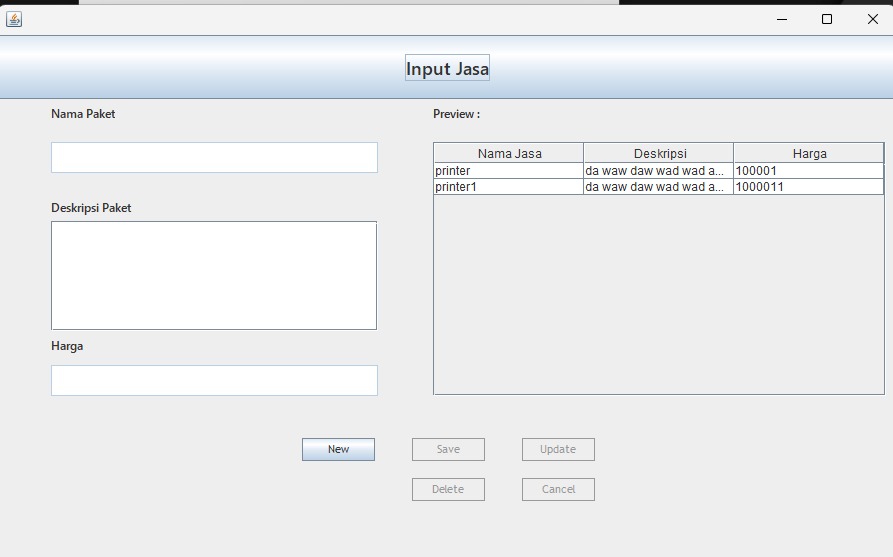 Input Jasa
Nama Paket
Preview :
Nama Jasa Deskripsi Harga
printer da waw daw wad wad a... 100001
printer1 da waw daw wad wad a... 1000011
Deskripsi Paket
Harga
New Save Update
Delete Cancel